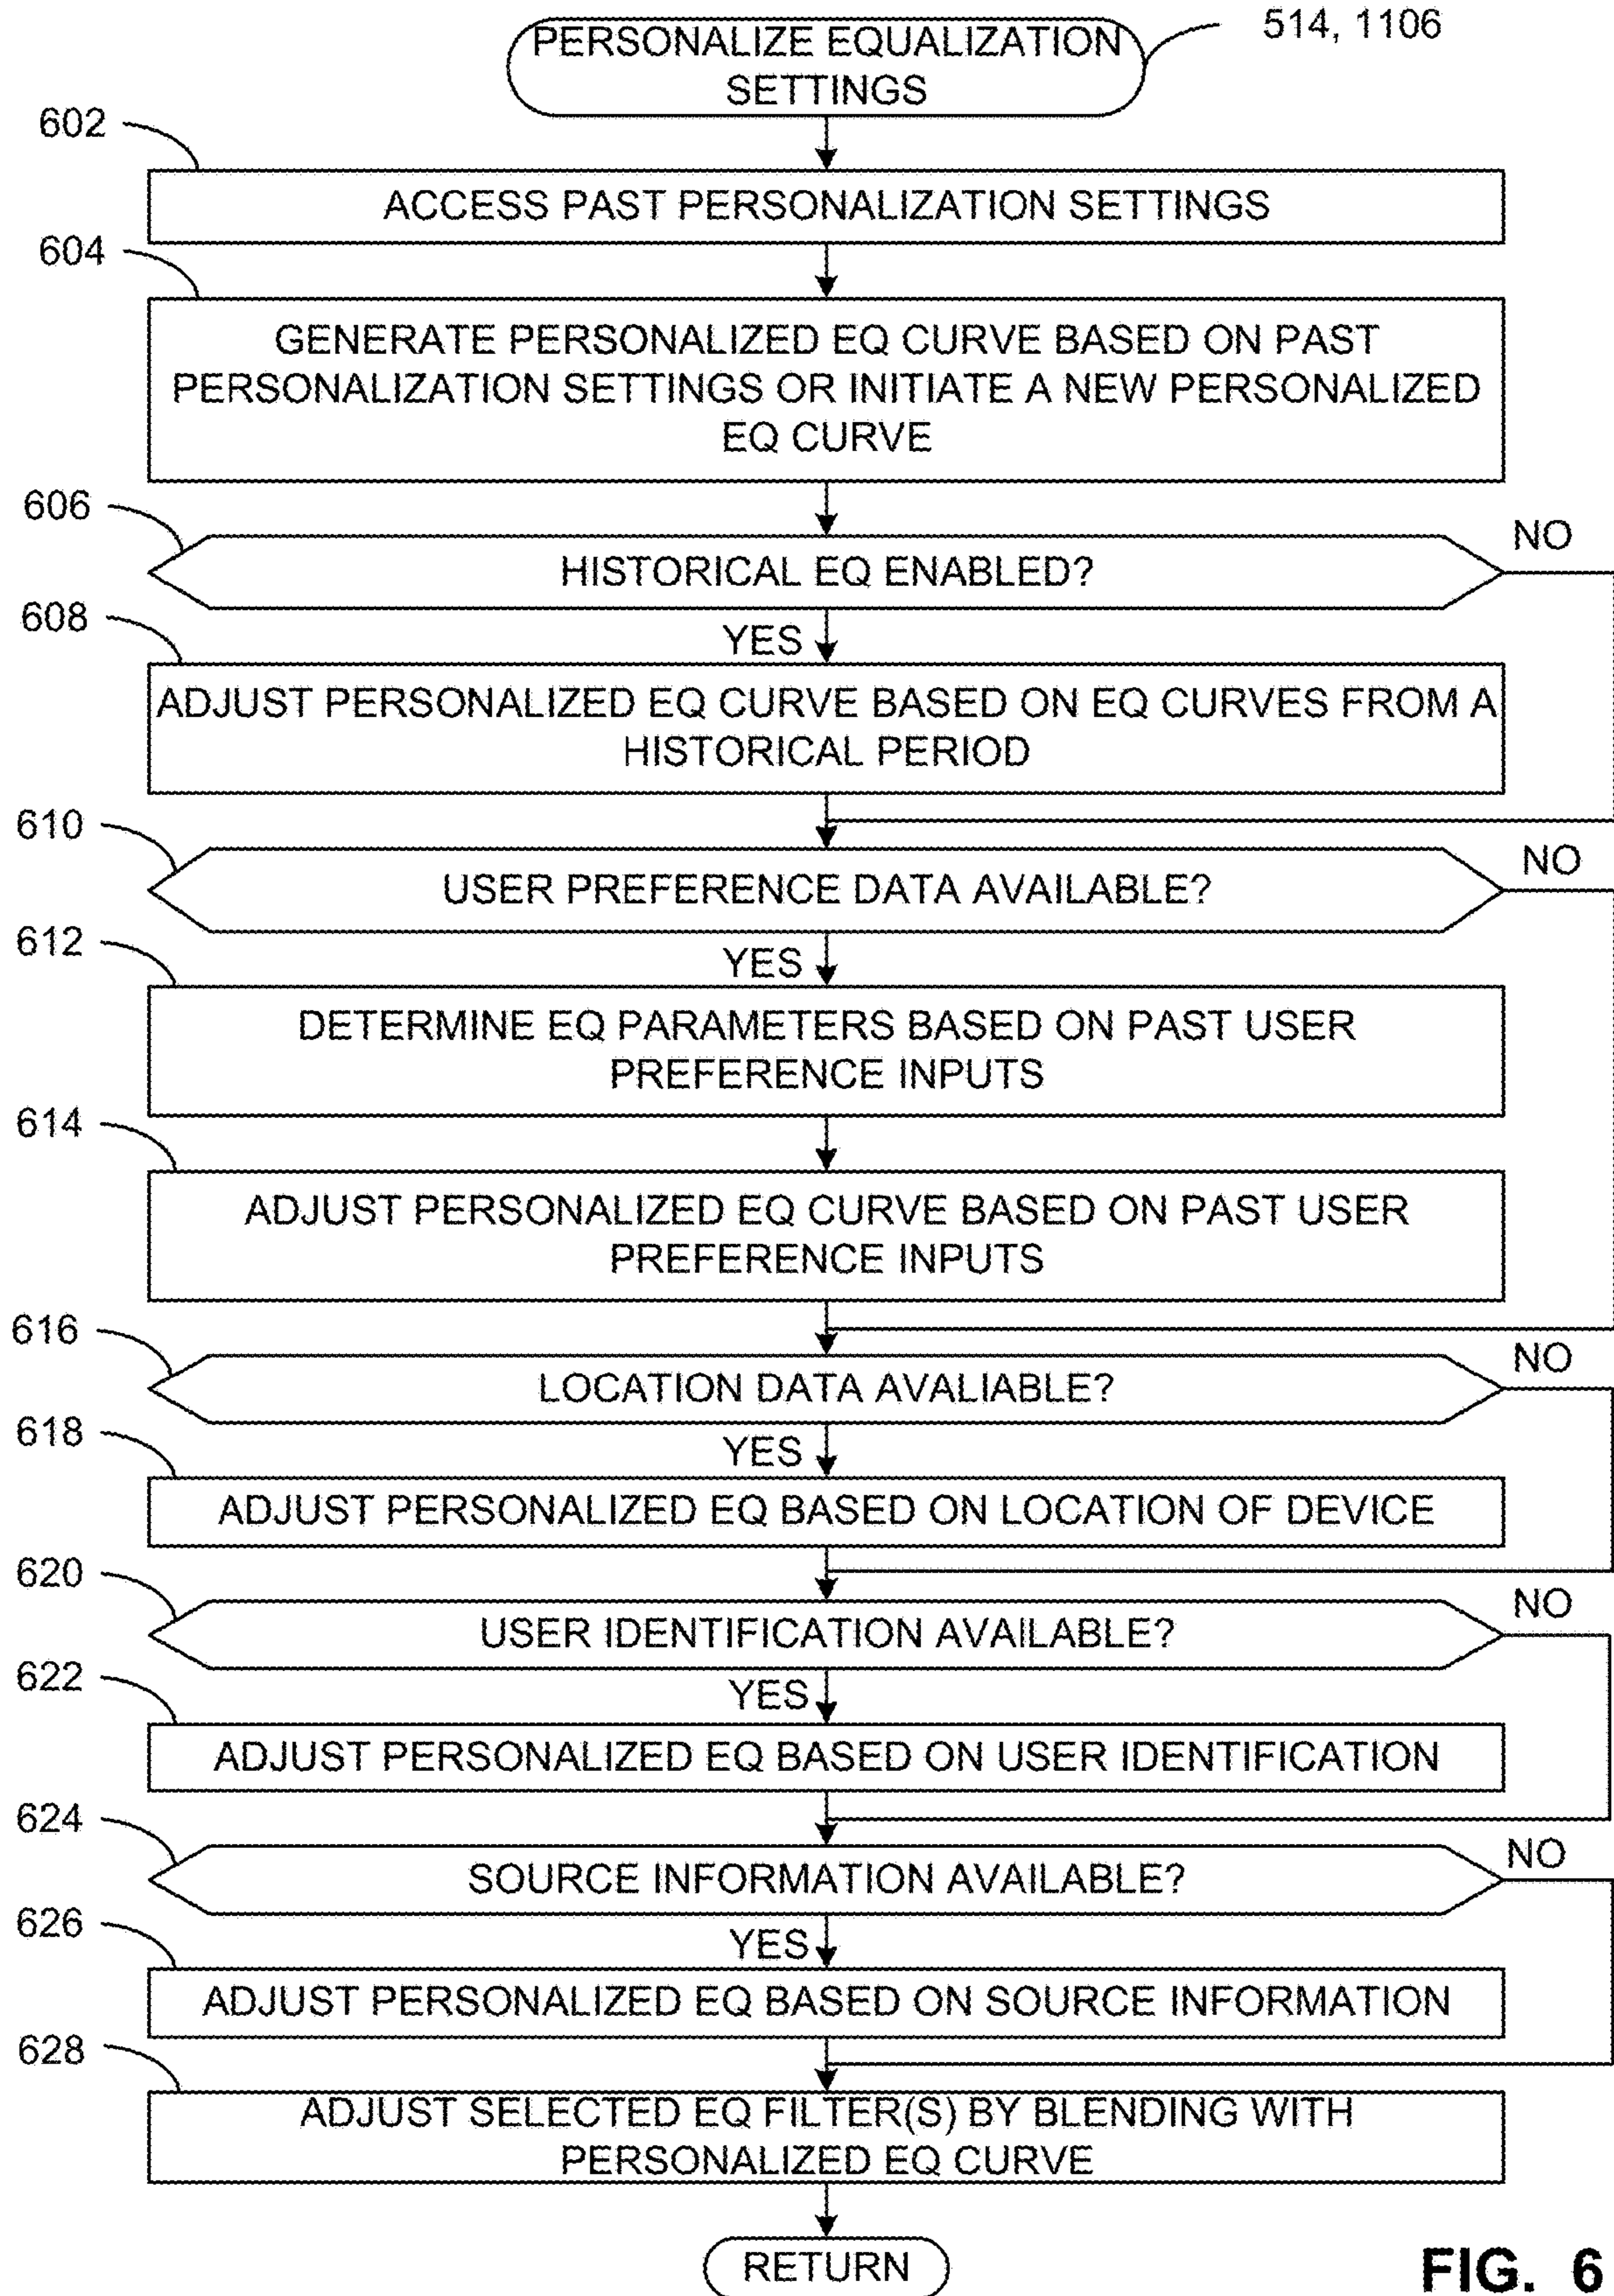 PERSONALIZE EQUALIZATION
SETTINGS
514, 1106
602
ACCESS PAST PERSONALIZATION SETTINGS
604
GENERATE PERSONALIZED EQ CURVE BASED ON PAST
PERSONALIZATION SETTINGS OR INITIATE A NEW PERSONALIZED
EQ CURVE
606
HISTORICAL EQ ENABLED?
NO
608
YES
ADJUST PERSONALIZED EQ CURVE BASED ON EQ CURVES FROM A
HISTORICAL PERIOD
610
USER PREFERENCE DATA AVAILABLE?
NO
612
YES
DETERMINE EQ PARAMETERS BASED ON PAST USER
PREFERENCE INPUTS
614
ADJUST PERSONALIZED EQ CURVE BASED ON PAST USER
PREFERENCE INPUTS
616
LOCATION DATA AVALIABLE?
NO
618
YES
ADJUST PERSONALIZED EQ BASED ON LOCATION OF DEVICE
620
USER IDENTIFICATION AVAILABLE?
NO
622
YES
ADJUST PERSONALIZED EQ BASED ON USER IDENTIFICATION
624
SOURCE INFORMATION AVAILABLE?
NO
626
YES
ADJUST PERSONALIZED EQ BASED ON SOURCE INFORMATION
628
ADJUST SELECTED EQ FILTER(S) BY BLENDING WITH
PERSONALIZED EQ CURVE
RETURN
FIG. 6